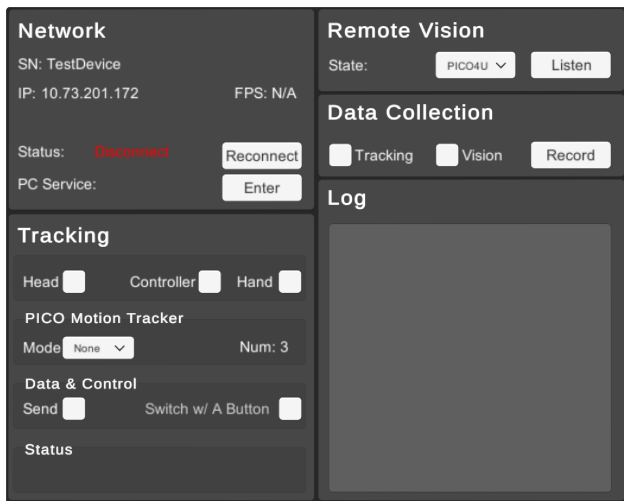 Network
SN: TestDevice
IP: 10.73.201.172 FPS: N/A
Status: Disconnect Reconnect
PC Service: Enter
Tracking
Head Controller Hand
PICO Motion Tracker
Mode None Num: 3
Data & Control
Send Switch w/ A Button
Status
Remote Vision
State: PICO4U Listen
Data Collection
Tracking Vision Record
Log